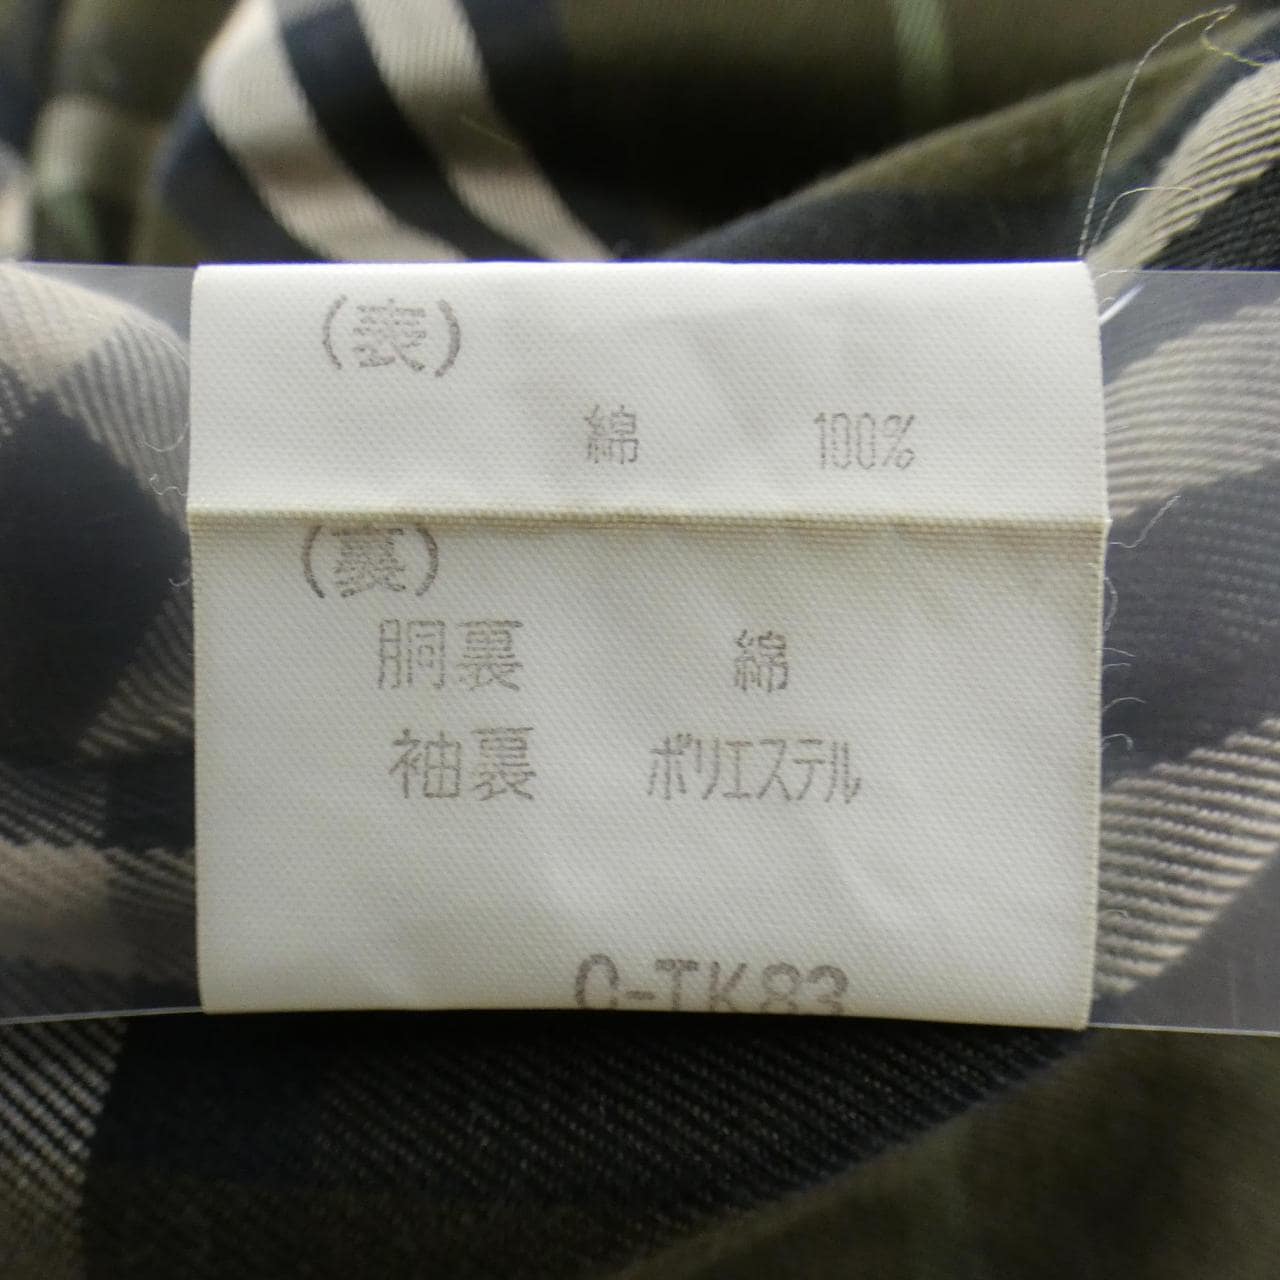 (表)
綿 100%
(裏)
胴裏 綿
袖裏 ポリエステル
C-TK83